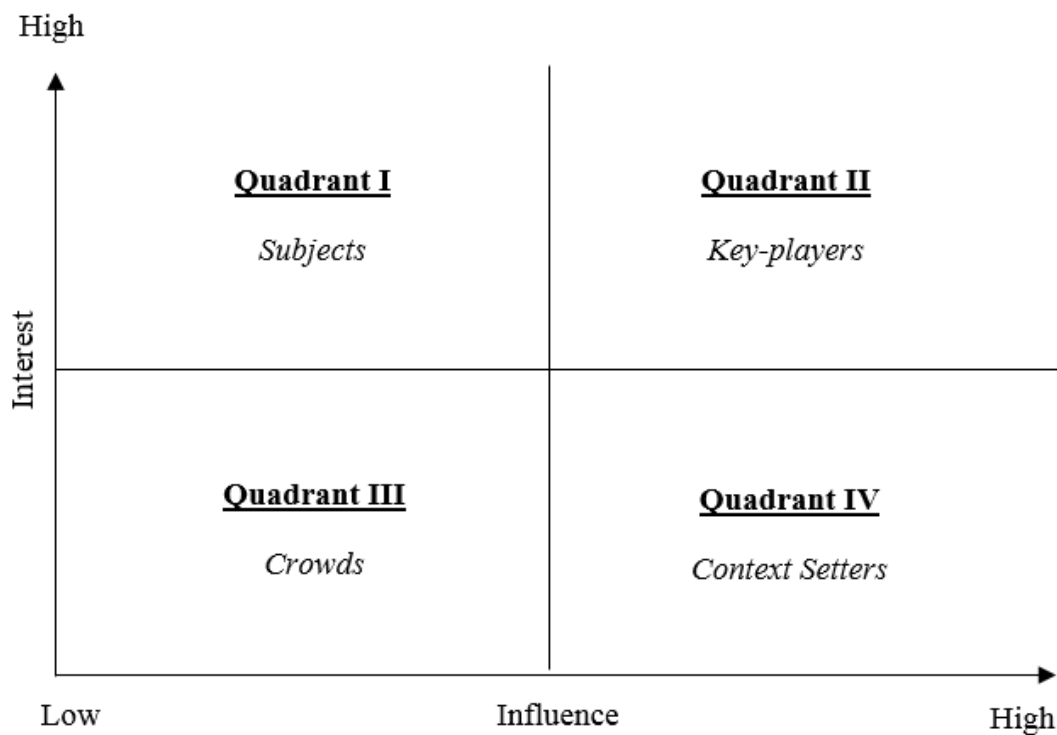 High
Quadrant I
Quadrant II
Subjects
Key-players
Interest
Quadrant III
Quadrant IV
Crowds
Context Setters
Low
Influence
High